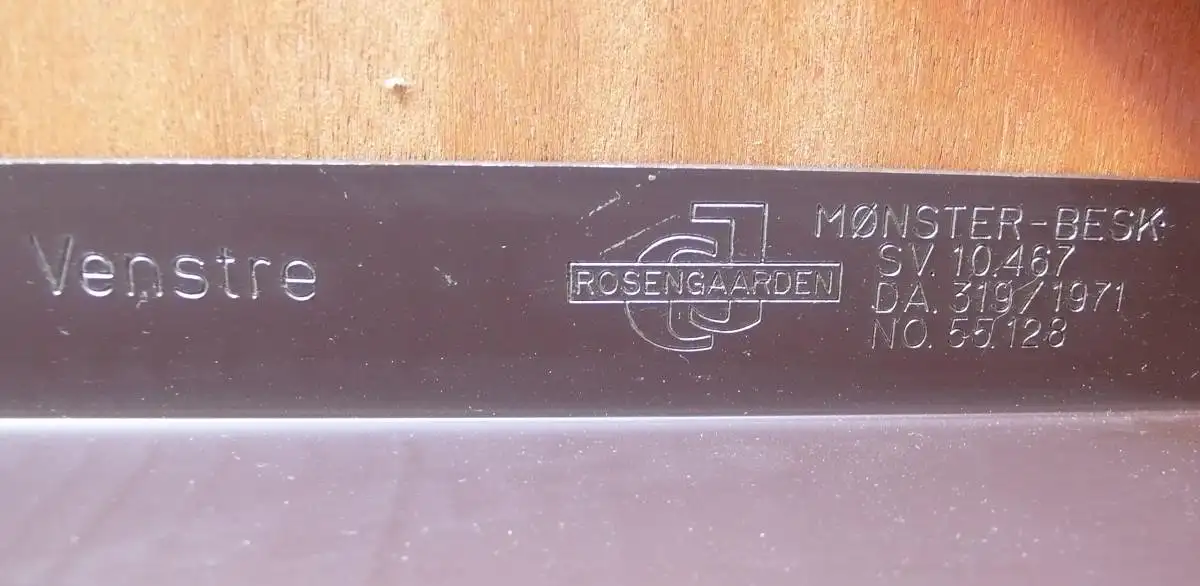 Venstre
ROSENGAARDEN
MØNSTER-BESK.
SV. 10.467
DA. 319/1971
NO. 55.128